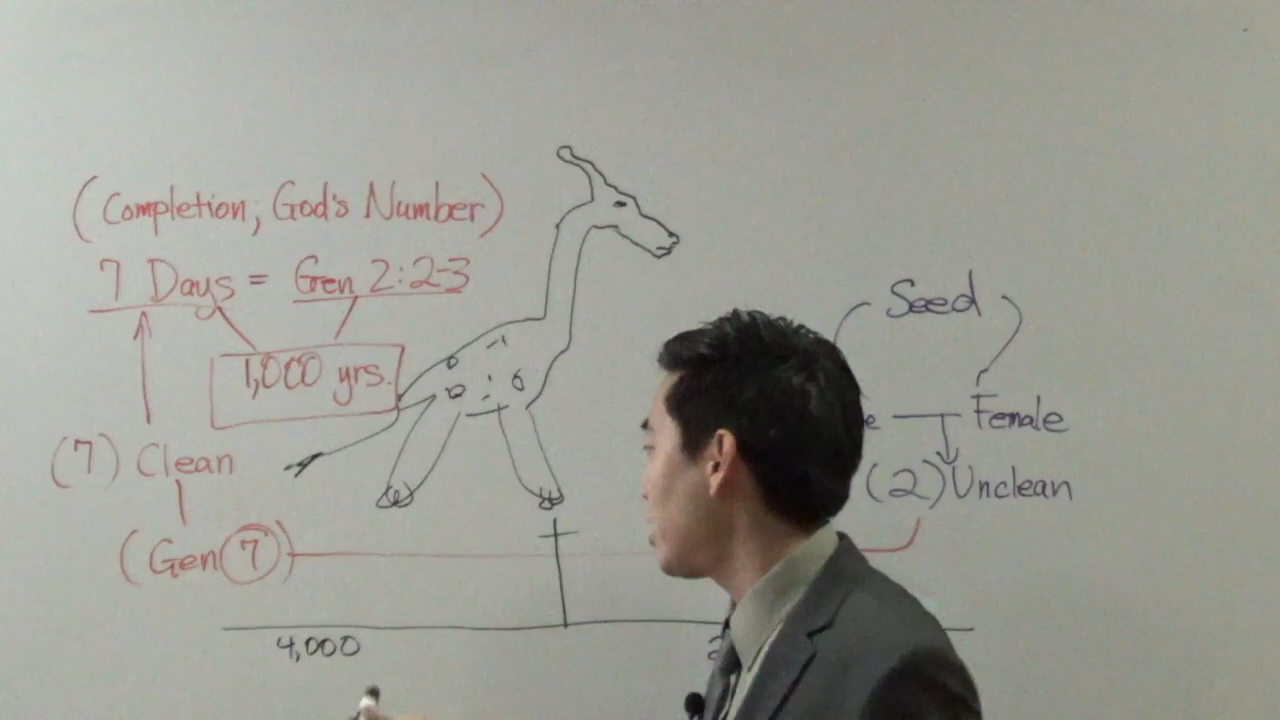 (Completion; God's Number)
7 Days = Gen 2:2-3
1,000 yrs.
(7) Clean
(Gen 7)
4,000
Seed
Female
(2) Unclean